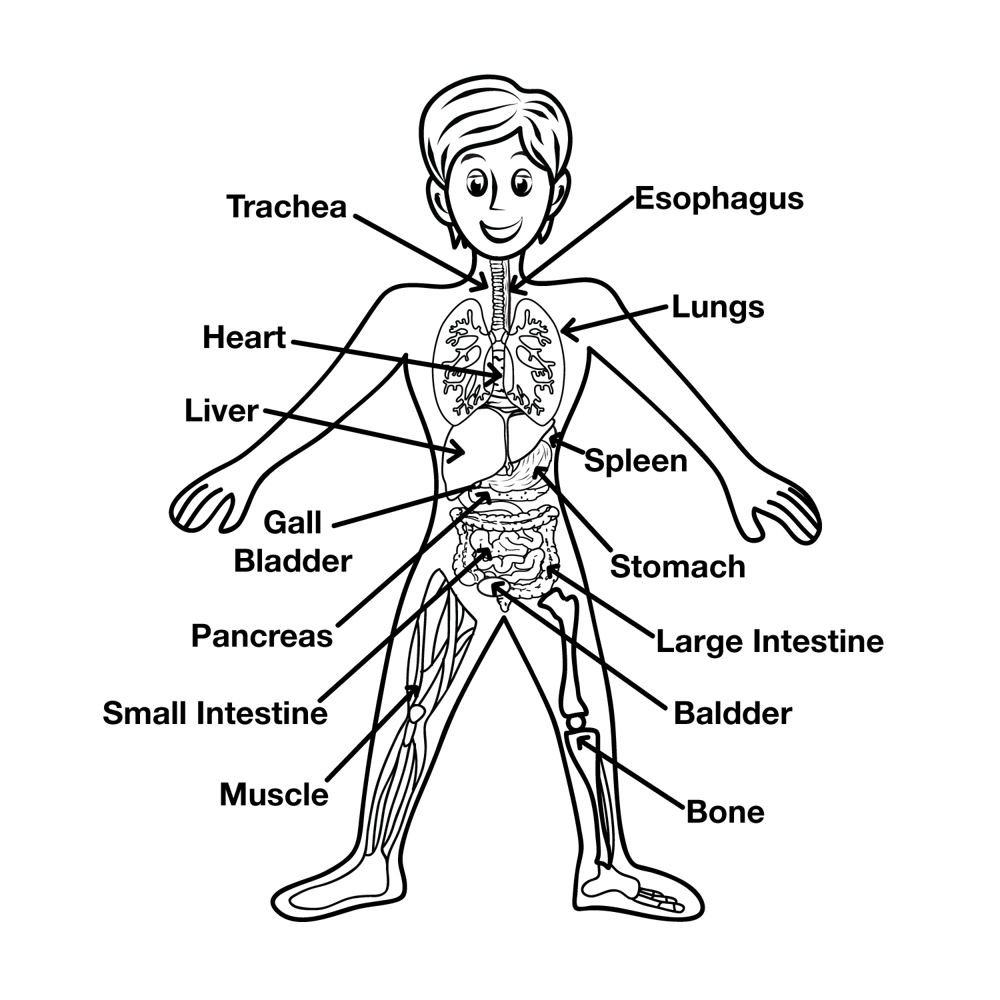 Trachea
Esophagus
Lungs
Heart
Liver
Spleen
Gall
Bladder
Stomach
Pancreas
Large Intestine
Small Intestine
Baldder
Muscle
Bone